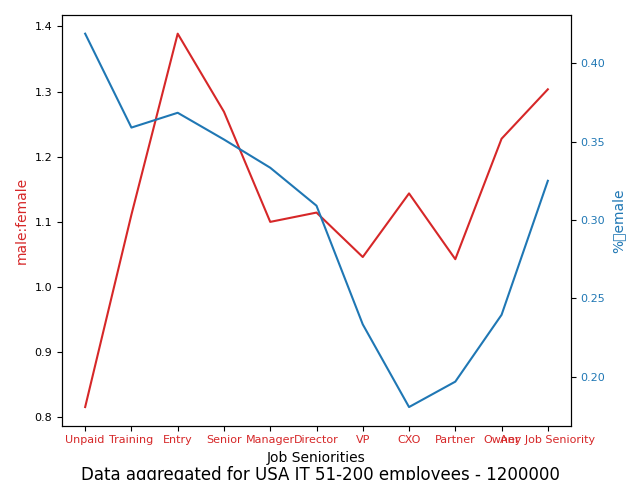 1.4
1.3
1.2
1.1
1.0
0.9
0.8
male:female
0.40
0.35
0.30
0.25
0.20
%▯emale
Unpaid Training Entry Senior Manager Director VP CXO Partner Owner Any Job Seniority
Job Seniorities
Data aggregated for USA IT 51-200 employees - 1200000